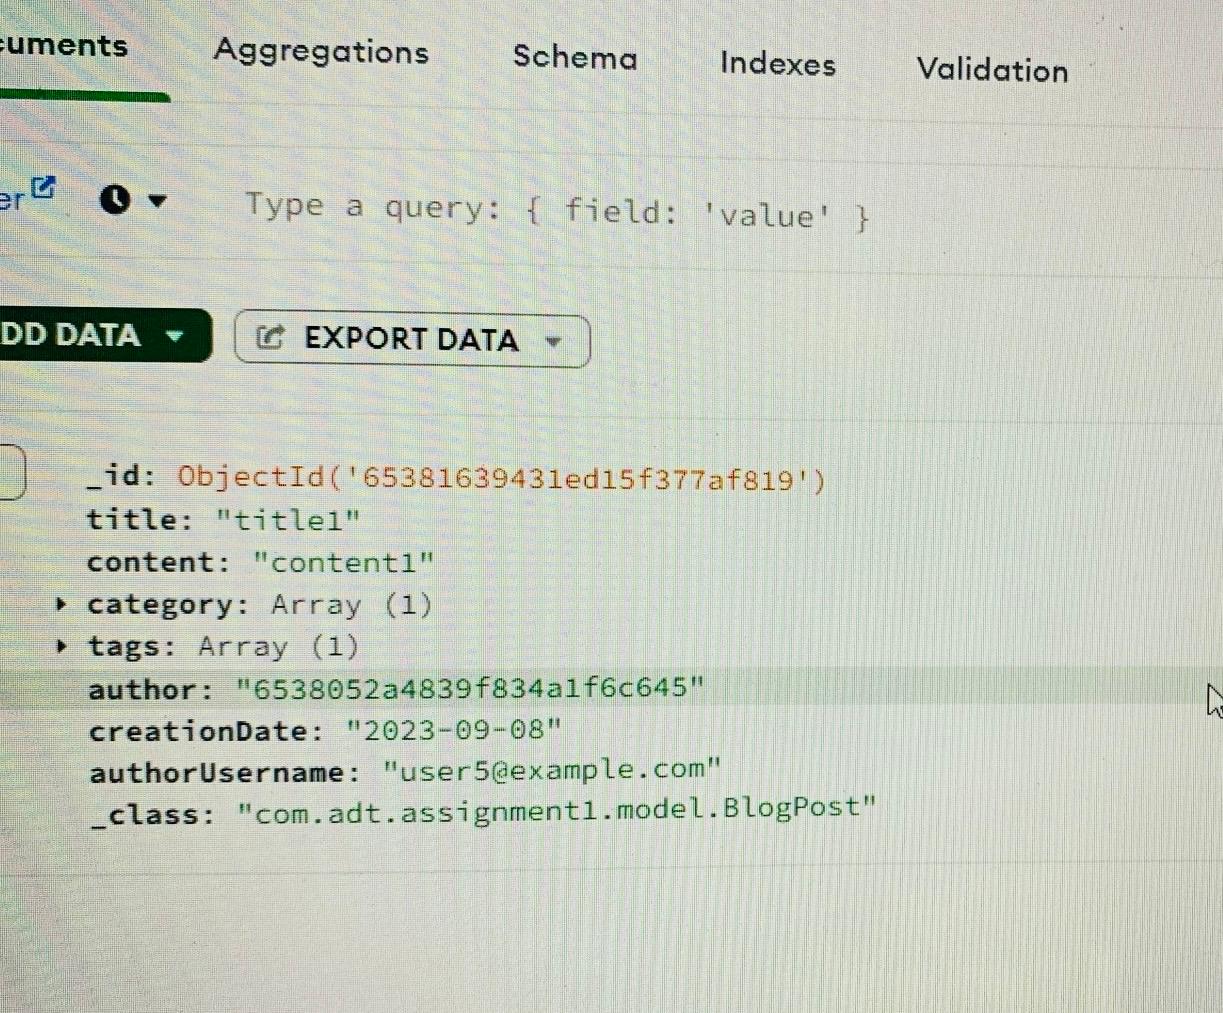 cuments Aggregations Schema Indexes Validation
er Type a query: { field: 'value' }
DD DATA EXPORT DATA
_id: ObjectId('65381639431ed15f377af819')
title: "title1"
content: "content1"
category: Array (1)
tags: Array (1)
author: "6538052a4839f834a1f6c645"
creationDate: "2023-09-08"
authorUsername: "user5@example.com"
_class: "com.adt.assignment1.model.BlogPost"